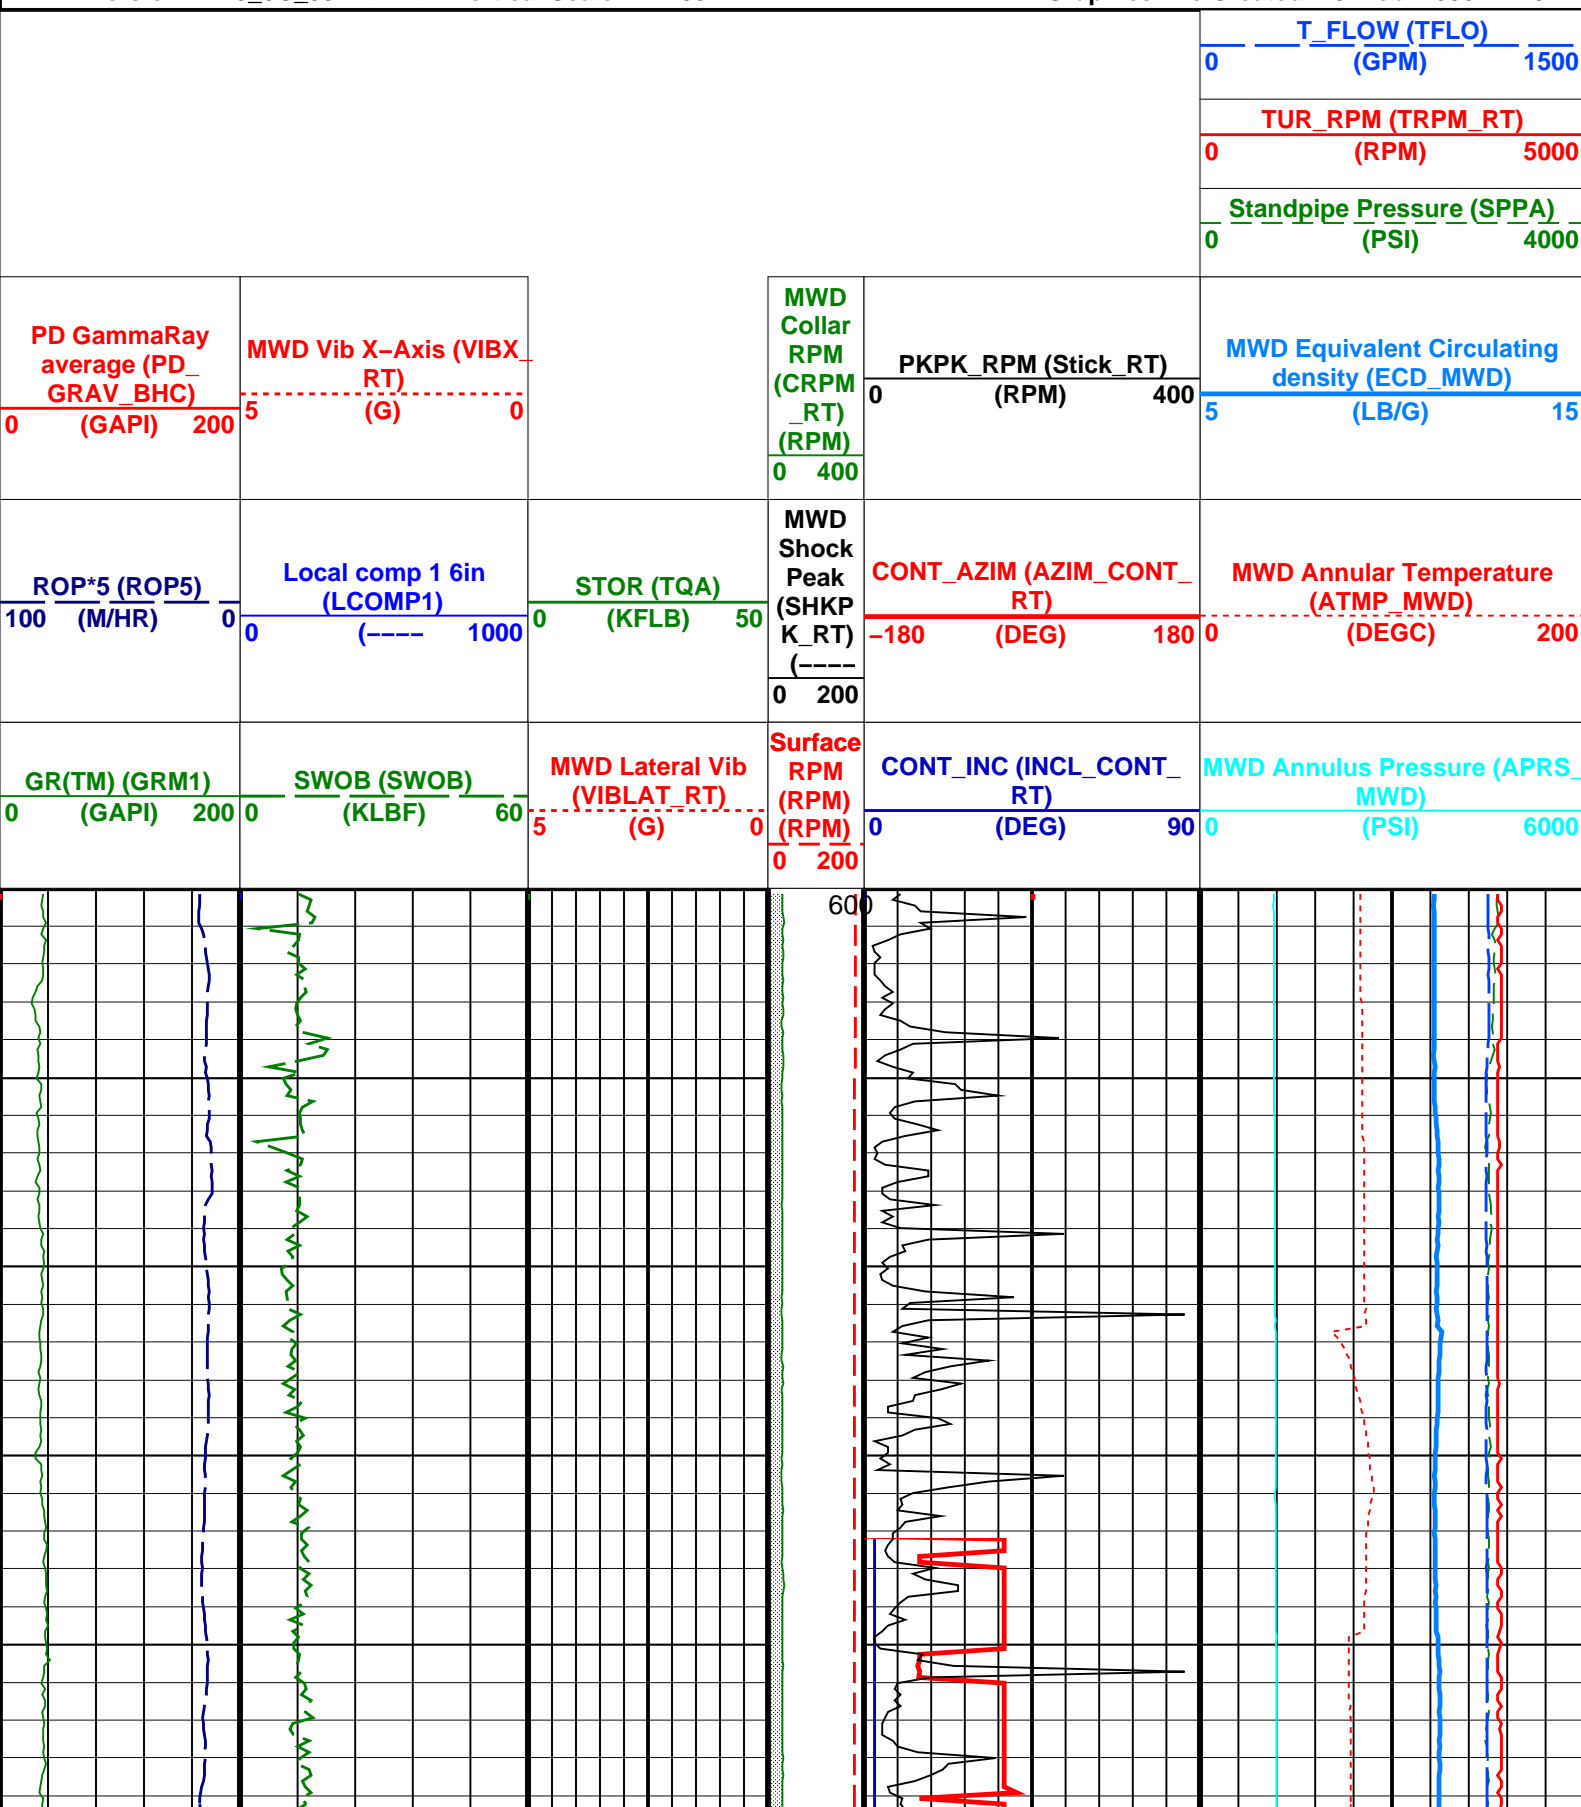 T_FLOW (TFLO)
0 (GPM) 1500
TUR_RPM (TRPM_RT)
0 (RPM) 5000
Standpipe Pressure (SPPA)
0 (PSI) 4000
PD GammaRay
average (PD_
GRAV_BHC)
0 (GAPI) 200
MWD Vib X−Axis (VIBX_
RT)
5 (G) 0
MWD
Collar
RPM
(CRPM
_RT)
(RPM)
0 400
PKPK_RPM (Stick_RT)
0 (RPM) 400
MWD Equivalent Circulating
density (ECD_MWD)
5 (LB/G) 15
ROP*5 (ROP5)
100 (M/HR) 0
Local comp 1 6in
(LCOMP1)
0 (−−−− 1000
STOR (TQA)
0 (KFLB) 50
MWD
Shock
Peak
(SHKP
K_RT)
(−−−−
0 200
CONT_AZIM (AZIM_CONT_
RT)
−180 (DEG) 180
MWD Annular Temperature
(ATMP_MWD)
0 (DEGC) 200
GR(TM) (GRM1)
0 (GAPI) 200
SWOB (SWOB)
0 (KLBF) 60
MWD Lateral Vib
(VIBLAT_RT)
5 (G) 0
Surface
RPM
(RPM)
(RPM)
0 200
CONT_INC (INCL_CONT_
RT)
0 (DEG) 90
MWD Annulus Pressure (APRS_
MWD)
0 (PSI) 6000
600